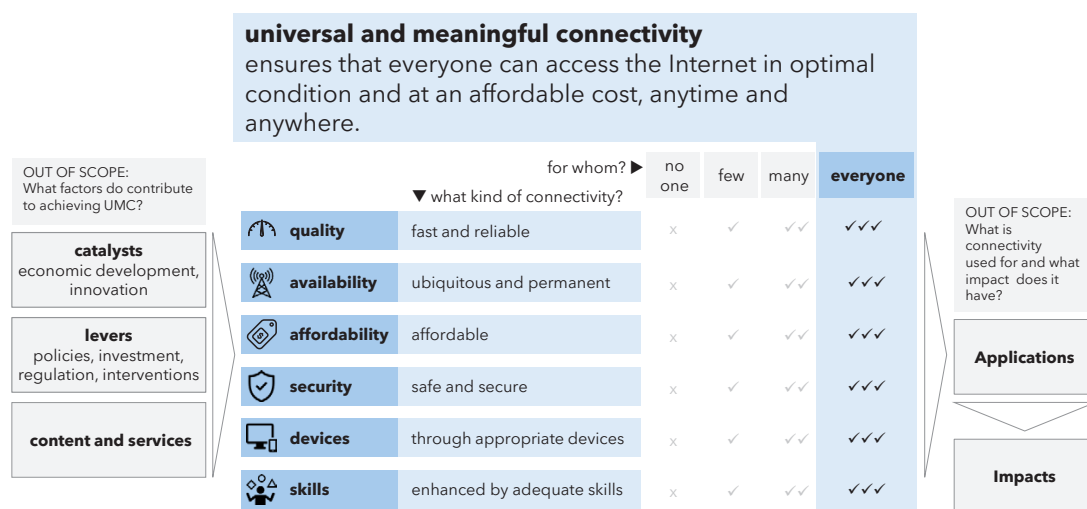 universal and meaningful connectivity
ensures that everyone can access the Internet in optimal
condition and at an affordable cost, anytime and
anywhere.
OUT OF SCOPE:
What factors do contribute
to achieving UMC?
catalysts
economic development,
innovation
levers
policies, investment,
regulation, interventions
content and services
for whom? ▶ no one few many everyone
▼ what kind of connectivity?
quality fast and reliable x ✓ ✓✓ ✓✓✓
availability ubiquitous and permanent x ✓ ✓✓ ✓✓✓
affordability affordable x ✓ ✓✓ ✓✓✓
security safe and secure x ✓ ✓✓ ✓✓✓
devices through appropriate devices x ✓ ✓✓ ✓✓✓
skills enhanced by adequate skills x ✓ ✓✓ ✓✓✓
OUT OF SCOPE:
What is
connectivity
used for and what
impact does it
have?
Applications
Impacts